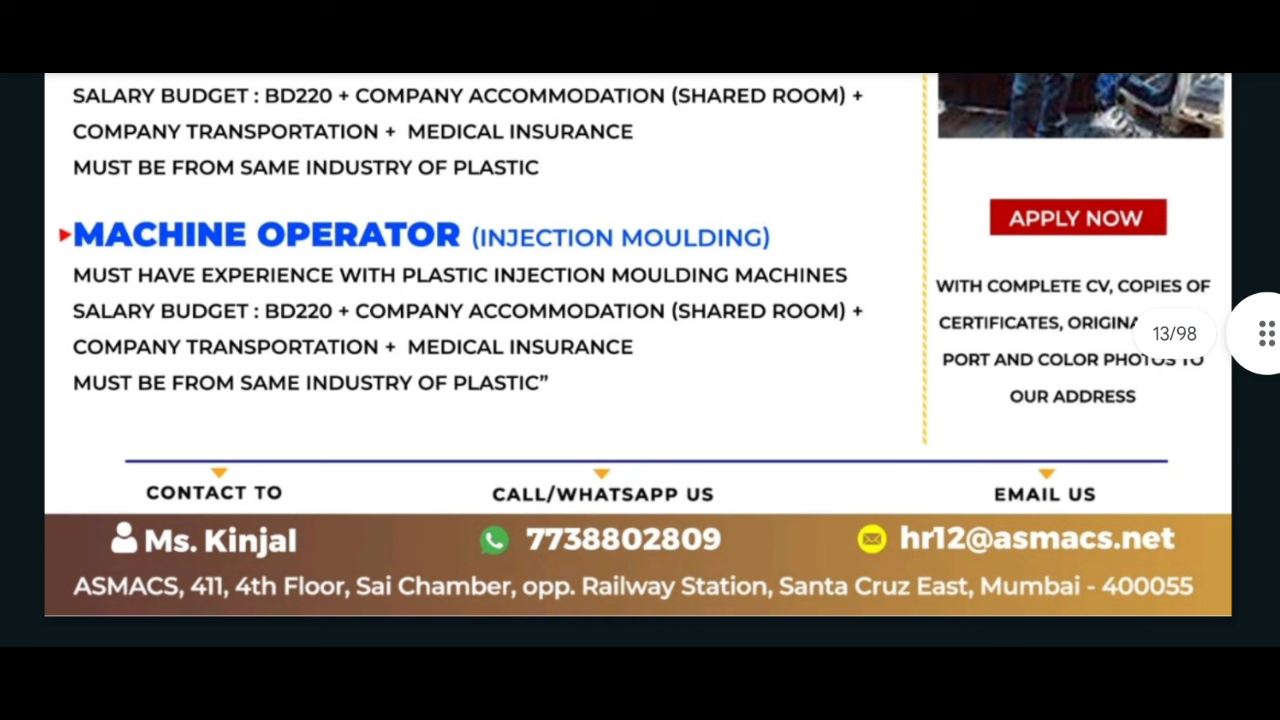 SALARY BUDGET : BD220 + COMPANY ACCOMMODATION (SHARED ROOM) +
COMPANY TRANSPORTATION + MEDICAL INSURANCE
MUST BE FROM SAME INDUSTRY OF PLASTIC
MACHINE OPERATOR (INJECTION MOULDING)
MUST HAVE EXPERIENCE WITH PLASTIC INJECTION MOULDING MACHINES
SALARY BUDGET : BD220 + COMPANY ACCOMMODATION (SHARED ROOM) +
COMPANY TRANSPORTATION + MEDICAL INSURANCE
MUST BE FROM SAME INDUSTRY OF PLASTIC”
APPLY NOW
WITH COMPLETE CV, COPIES OF
CERTIFICATES,
13/98
PORT AND COLOR PHOTOS TO
OUR ADDRESS
CONTACT TO
CALL/WHATSAPP US
EMAIL US
Ms. Kinjal
7738802809
hr12@asmacs.net
ASMACS, 411, 4th Floor, Sai Chamber, opp. Railway Station, Santa Cruz East, Mumbai - 400055